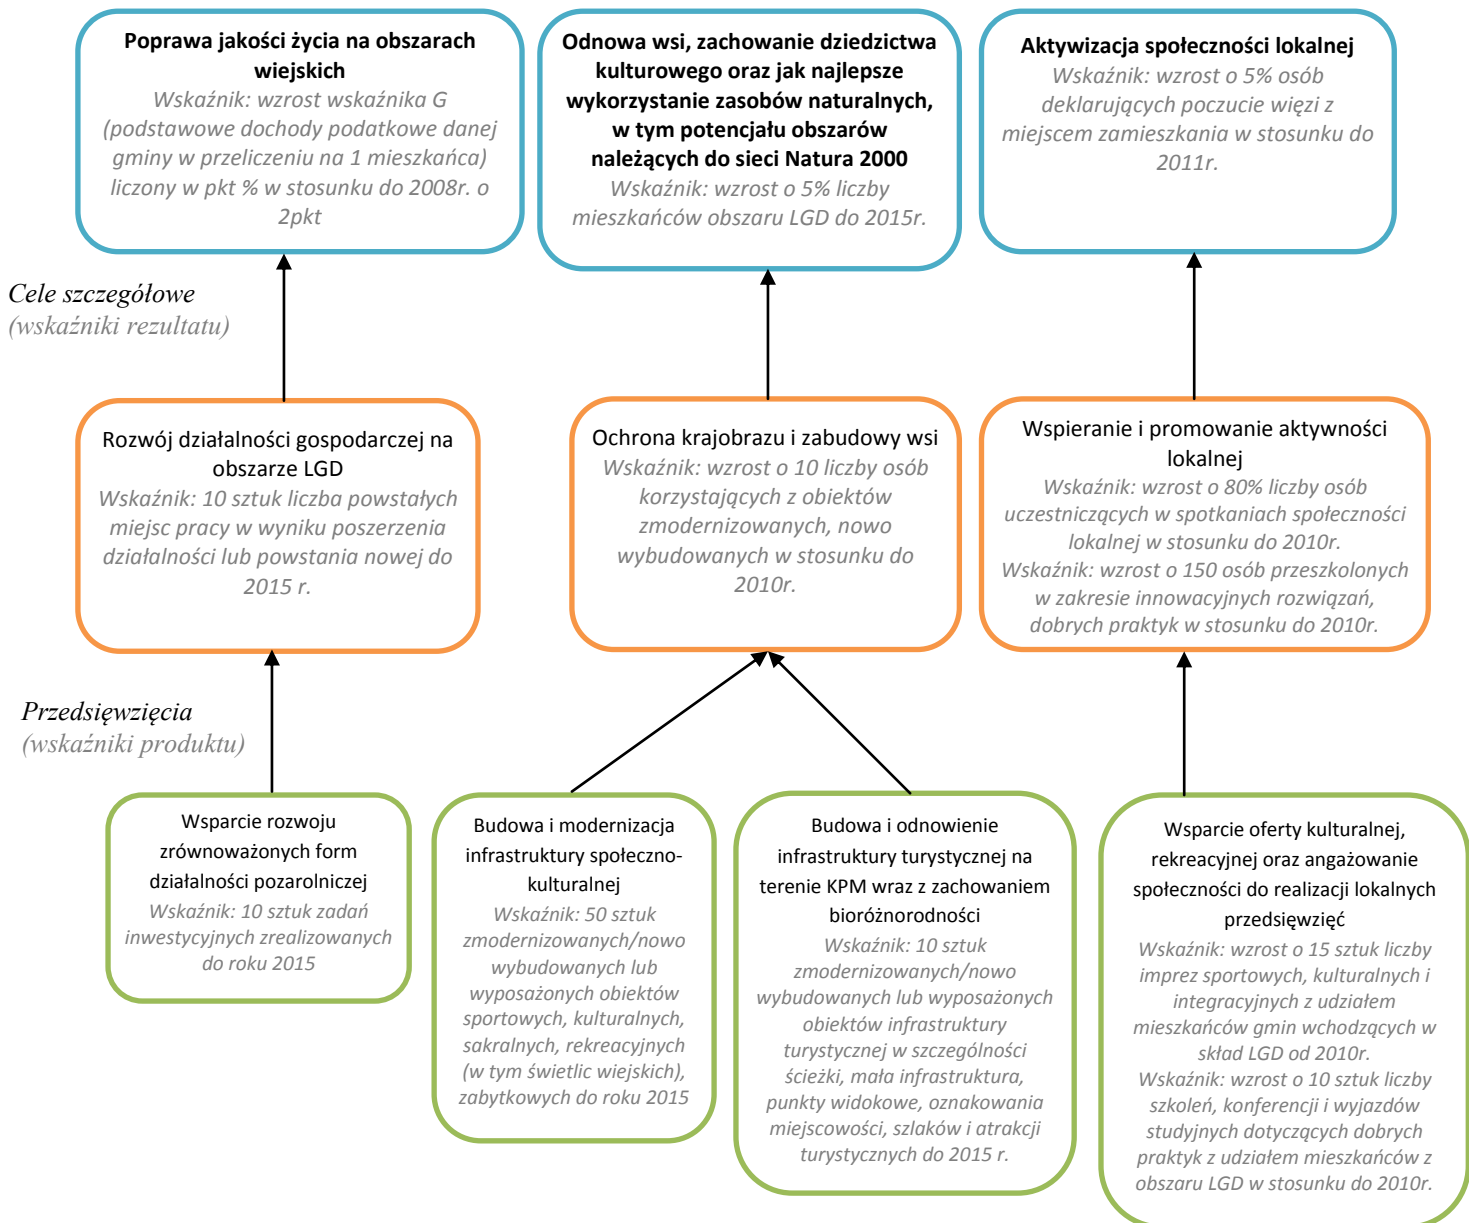 Poprawa jakości życia na obszarach
wiejskich
Wskaźnik: wzrost wskaźnika G
(podstawowe dochody podatkowe danej
gminy w przeliczeniu na 1 mieszkańca)
liczony w pkt % w stosunku do 2008r. o
2pkt
Odnowa wsi, zachowanie dziedzictwa
kulturowego oraz jak najlepsze
wykorzystanie zasobów naturalnych,
w tym potencjału obszarów
należących do sieci Natura 2000
Wskaźnik: wzrost o 5% liczby
mieszkańców obszaru LGD do 2015r.
Aktywizacja społeczności lokalnej
Wskaźnik: wzrost o 5% osób
deklarujących poczucie więzi z
miejscem zamieszkania w stosunku do
2011r.
Cele szczegółowe
(wskaźniki rezultatu)
Rozwój działalności gospodarczej na
obszarze LGD
Wskaźnik: 10 sztuk liczba powstałych
miejsc pracy w wyniku poszerzenia
działalności lub powstania nowej do
2015 r.
Ochrona krajobrazu i zabudowy wsi
Wskaźnik: wzrost o 10 liczby osób
korzystających z obiektów
zmodernizowanych, nowo
wybudowanych w stosunku do
2010r.
Wspieranie i promowanie aktywności
lokalnej
Wskaźnik: wzrost o 80% liczby osób
uczestniczących w spotkaniach społeczności
lokalnej w stosunku do 2010r.
Wskaźnik: wzrost o 150 osób przeszkolonych
w zakresie innowacyjnych rozwiązań,
dobrych praktyk w stosunku do 2010r.
Przedsięwzięcia
(wskaźniki produktu)
Wsparcie rozwoju
zrównoważonych form
działalności pozarolniczej
Wskaźnik: 10 sztuk zadań
inwestycyjnych zrealizowanych
do roku 2015
Budowa i modernizacja
infrastruktury społeczno-
kulturalnej
Wskaźnik: 50 sztuk
zmodernizowanych/nowo
wybudowanych lub
wyposażonych obiektów
sportowych, kulturalnych,
sakralnych, rekreacyjnych
(w tym świetlic wiejskich),
zabytkowych do roku 2015
Budowa i odnowienie
infrastruktury turystycznej na
terenie KPM wraz z zachowaniem
bioróżnorodności
Wskaźnik: 10 sztuk
zmodernizowanych/nowo
wybudowanych lub wyposażonych
obiektów infrastruktury
turystycznej w szczególności
ścieżki, mała infrastruktura,
punkty widokowe, oznakowania
miejscowości, szlaków i atrakcji
turystycznych do 2015 r.
Wsparcie oferty kulturalnej,
rekreacyjnej oraz angażowanie
społeczności do realizacji lokalnych
przedsięwzięć
Wskaźnik: wzrost o 15 sztuk liczby
imprez sportowych, kulturalnych i
integracyjnych z udziałem
mieszkańców gmin wchodzących w
skład LGD od 2010r.
Wskaźnik: wzrost o 10 sztuk liczby
szkoleń, konferencji i wyjazdów
studyjnych dotyczących dobrych
praktyk z udziałem mieszkańców z
obszaru LGD w stosunku do 2010r.